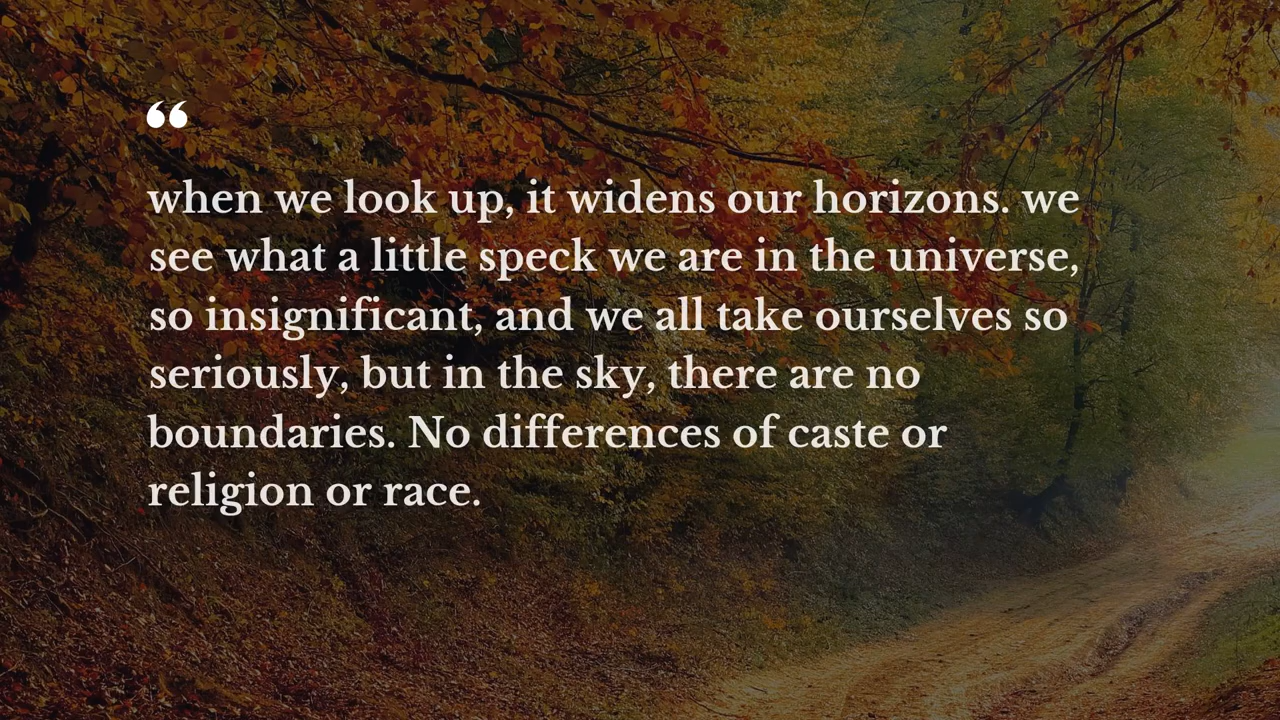 “
when we look up, it widens our horizons. we
see what a little speck we are in the universe,
so insignificant, and we all take ourselves so
seriously, but in the sky, there are no
boundaries. No differences of caste or
religion or race.